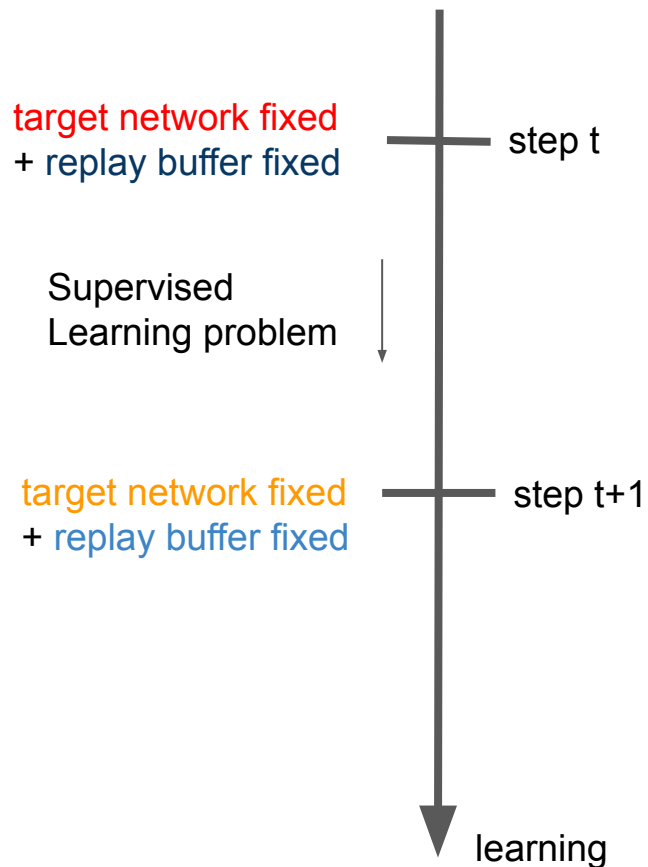 target network fixed
+ replay buffer fixed
step t
Supervised
Learning problem
target network fixed
+ replay buffer fixed
step t+1
learning